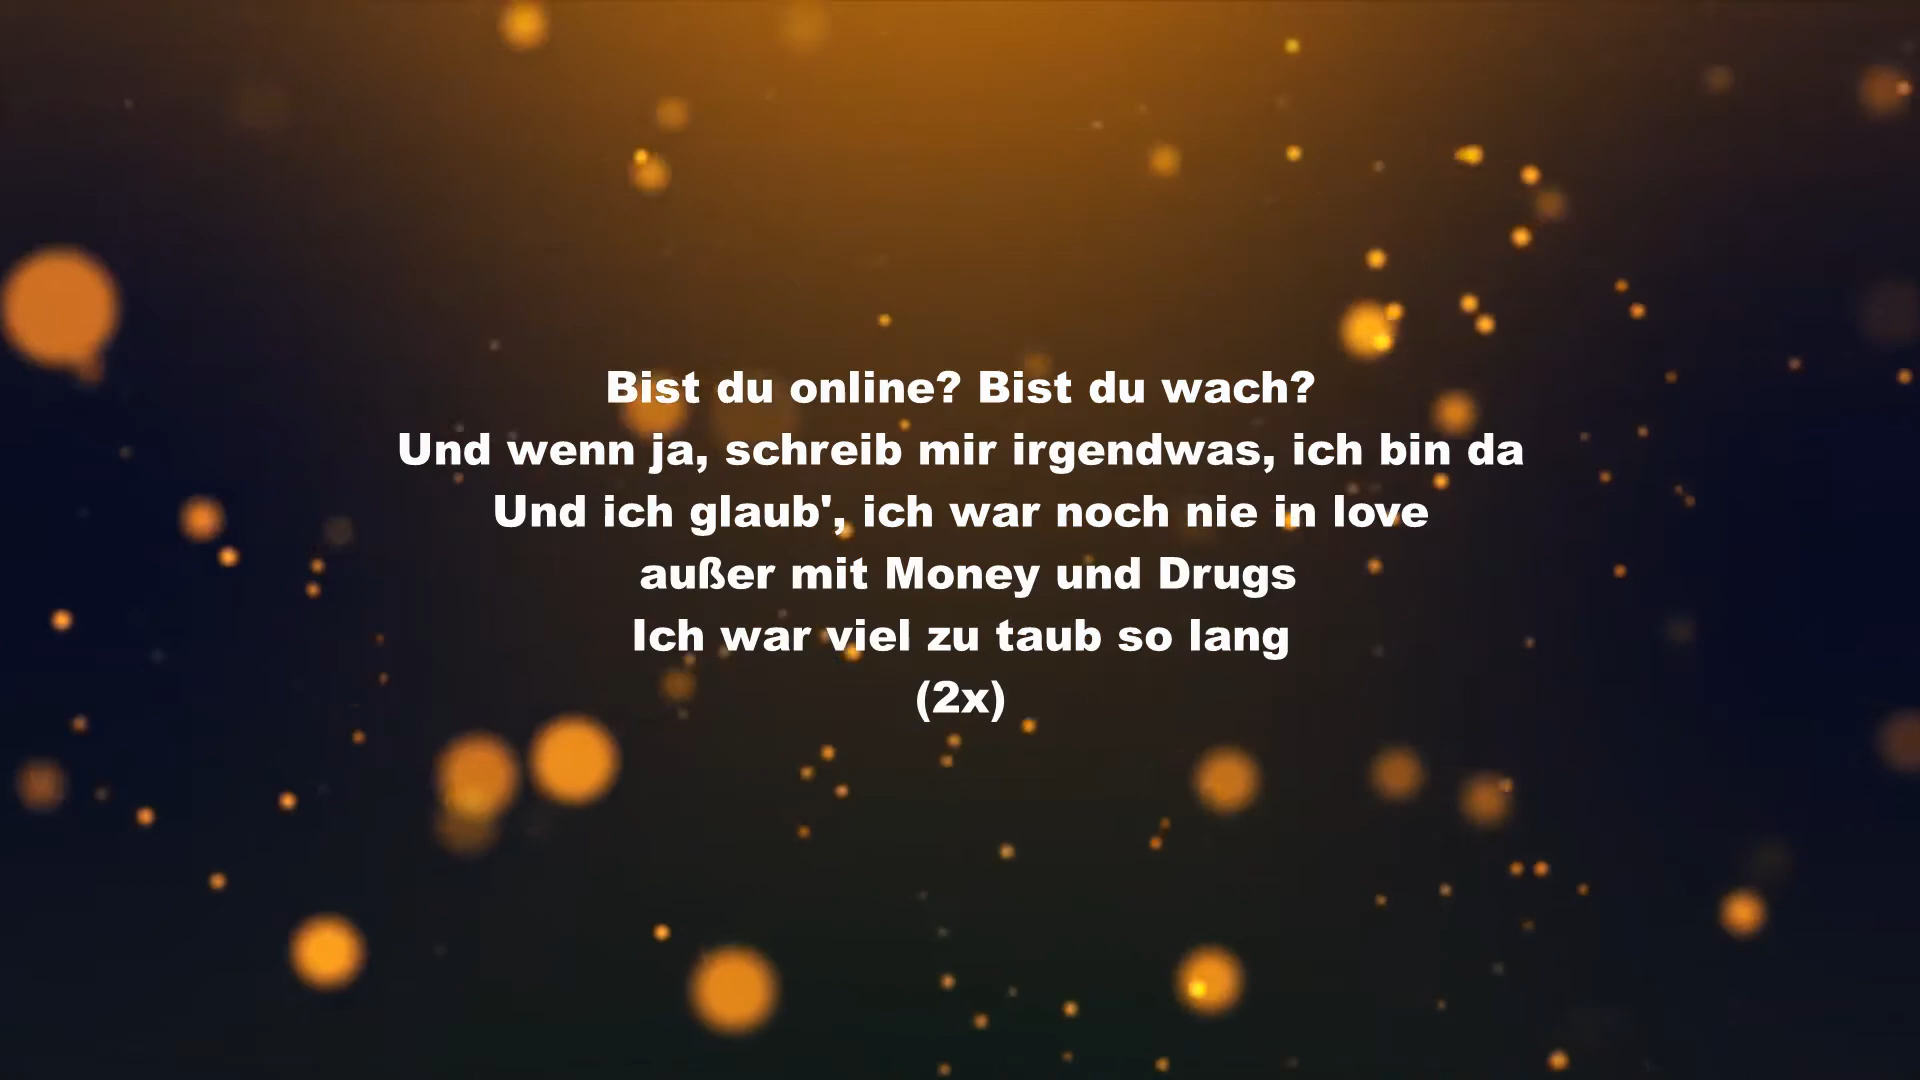 Bist du online? Bist du wach?
Und wenn ja, schreib mir irgendwas, ich bin da
Und ich glaub', ich war noch nie in love
außer mit Money und Drugs
Ich war viel zu taub so lang
(2x)